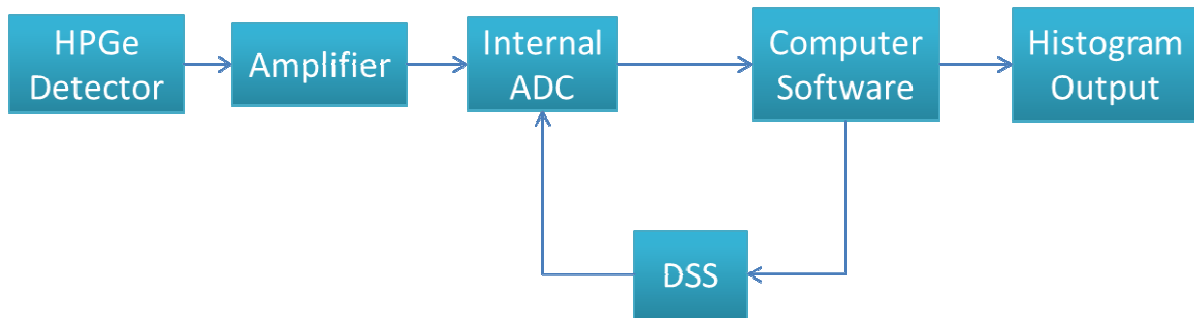 HPGe
Detector
Amplifier
Internal
ADC
Computer
Software
Histogram
Output
DSS